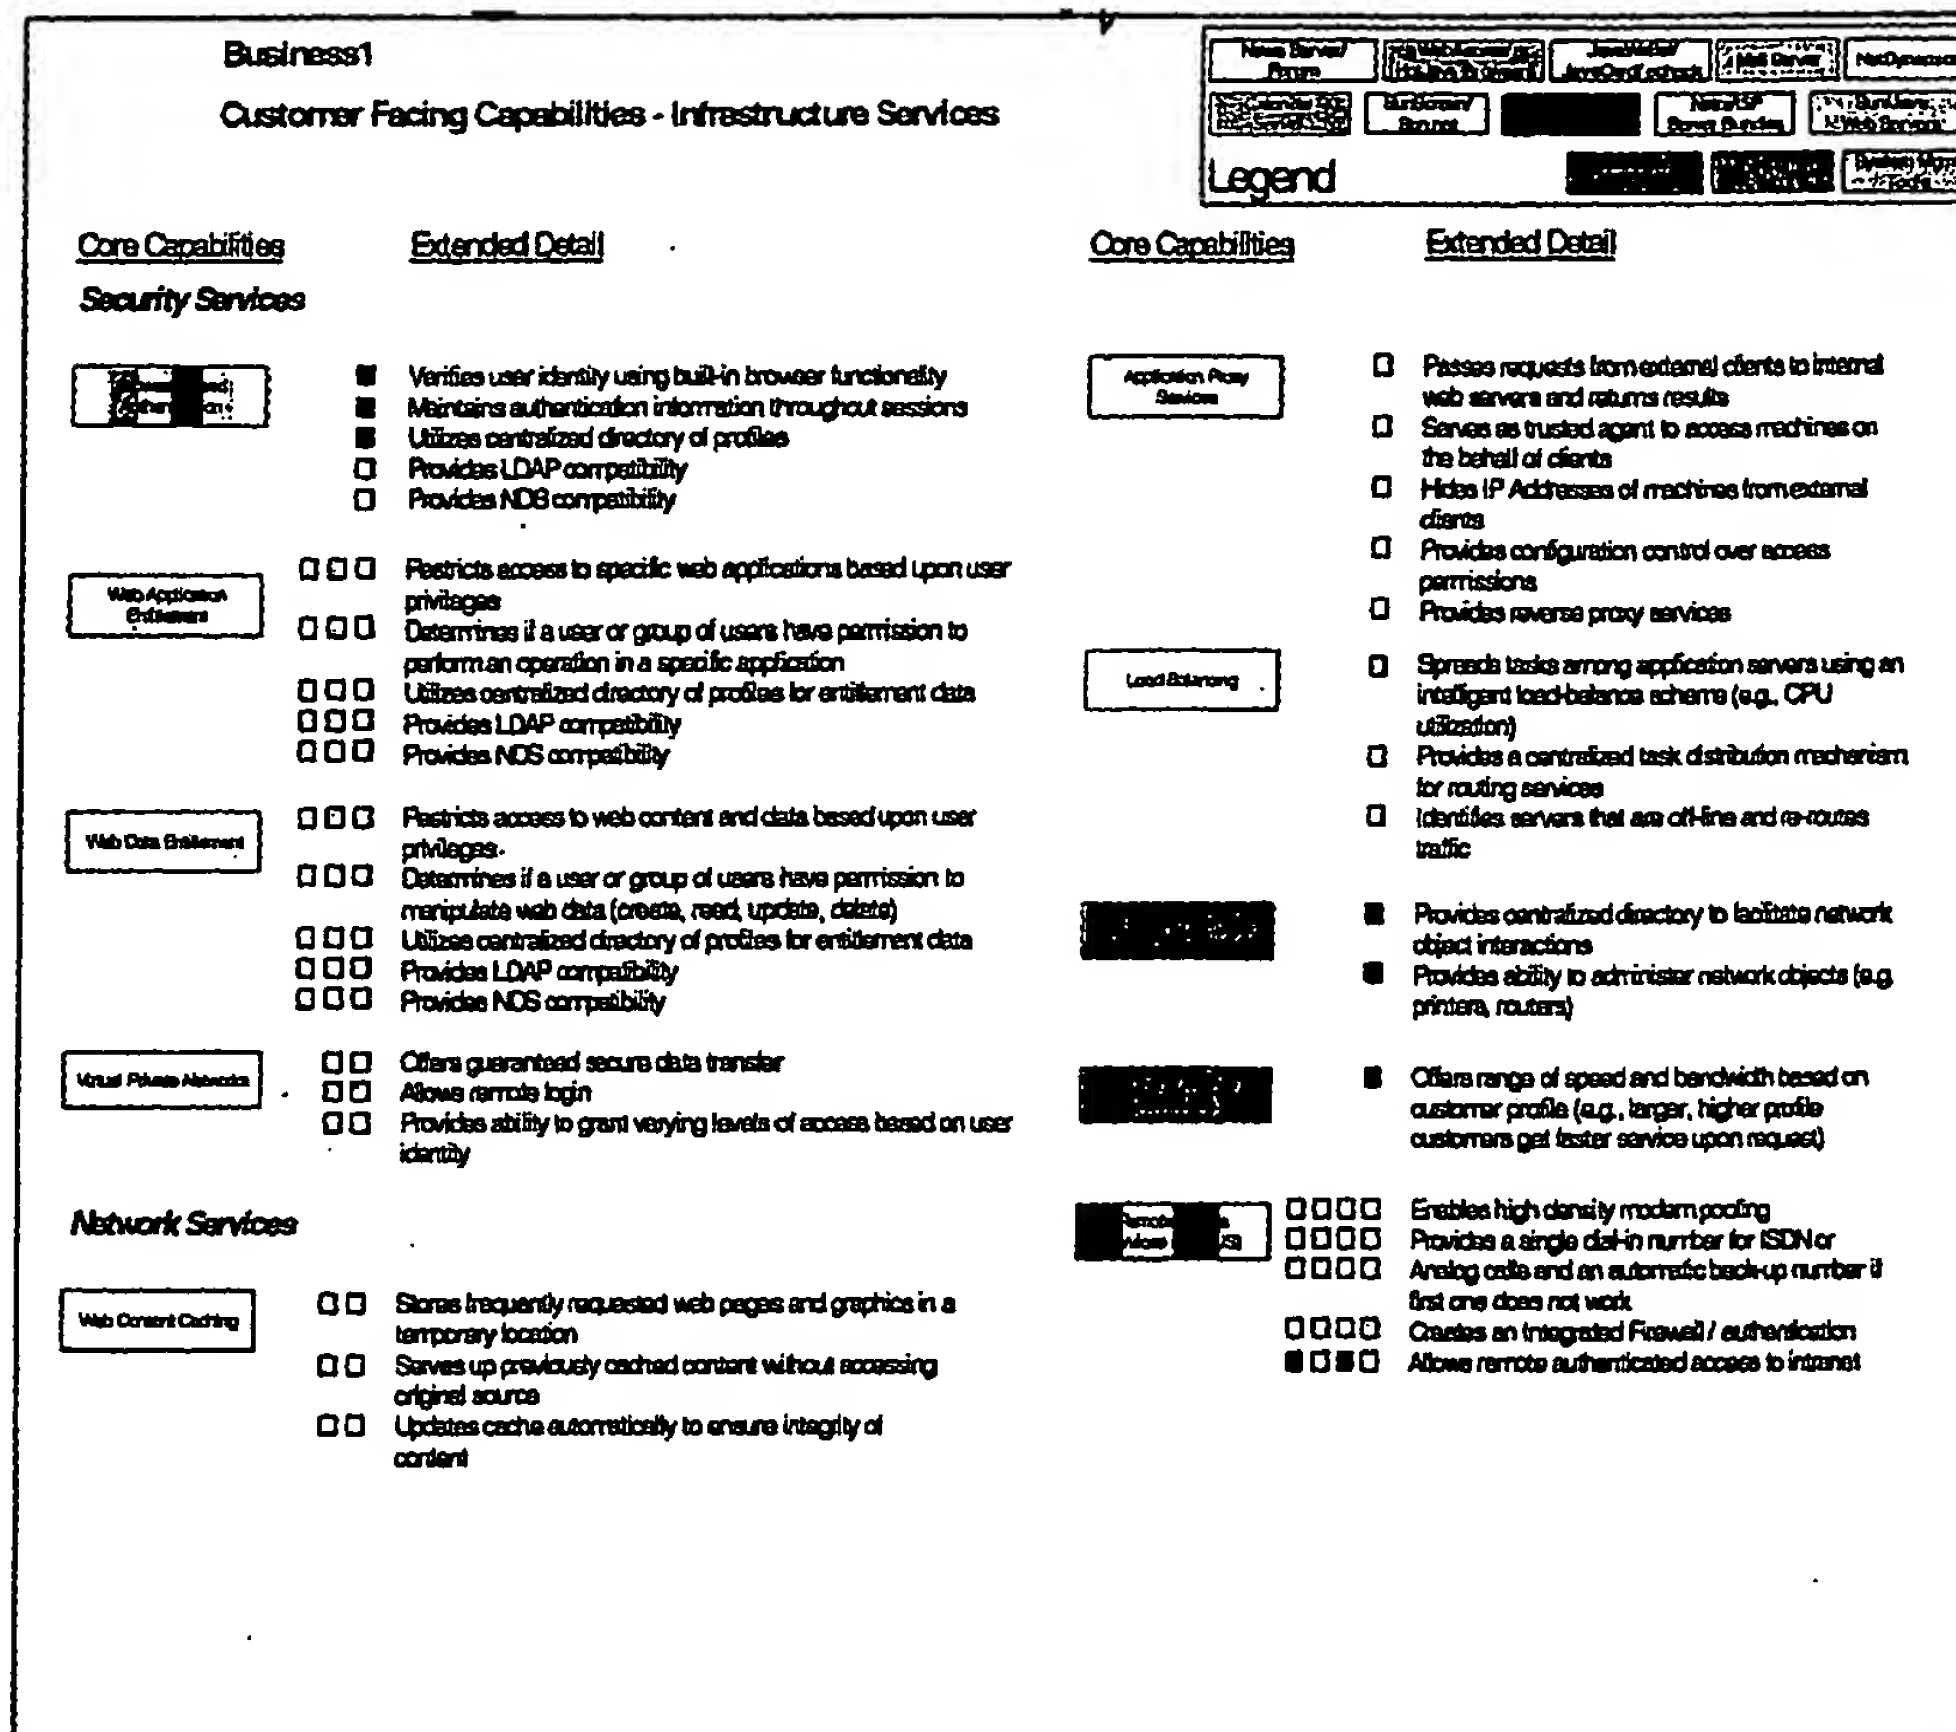 Business1
Customer Facing Capabilities - Infrastructure Services
News Server/
Forum
Mail Server
SunScreen/
Server Bundles
Web Servers
Legend
Core Capabilities
Extended Detail
Security Services
Verifies user identity using built-in browser functionality
Maintains authentication information throughout sessions
Utilizes centralized directory of profiles
Provides LDAP compatibility
Provides NDS compatibility
Web Application
Entitlement
Restricts access to specific web applications based upon user
privileges
Determines if a user or group of users have permission to
perform an operation in a specific application
Utilizes centralized directory of profiles for entitlement data
Provides LDAP compatibility
Provides NDS compatibility
Web Data Entitlement
Restricts access to web content and data based upon user
privileges
Determines if a user or group of users have permission to
manipulate web data (create, read, update, delete)
Utilizes centralized directory of profiles for entitlement data
Provides LDAP compatibility
Provides NDS compatibility
Virtual Private Networks
Offers guaranteed secure data transfer
Allows remote login
Provides ability to grant varying levels of access based on user
identity
Network Services
Web Content Caching
Stores frequently requested web pages and graphics in a
temporary location
Serves up previously cached content without accessing
original source
Updates cache automatically to ensure integrity of
content
Core Capabilities
Extended Detail
Application Proxy
Services
Passes requests from external clients to internal
web servers and returns results
Serves as trusted agent to access machines on
the behalf of clients
Hides IP Addresses of machines from external
clients
Provides configuration control over access
permissions
Provides reverse proxy services
Load Balancing
Spreads tasks among application servers using an
intelligent load-balance scheme (e.g., CPU
utilization)
Provides a centralized task distribution mechanism
for routing services
Identifies servers that are off-line and re-routes
traffic
Provides centralized directory to facilitate network
object interactions
Provides ability to administer network objects (e.g.
printers, routers)
Offers range of speed and bandwidth based on
customer profile (e.g., larger, higher profile
customers get faster service upon request)
Enables high density modem pooling
Provides a single dial-in number for ISDN or
Analog calls and an automatic back-up number if
first one does not work
Creates an Integrated Firewall / authentication
Allows remote authenticated access to intranet